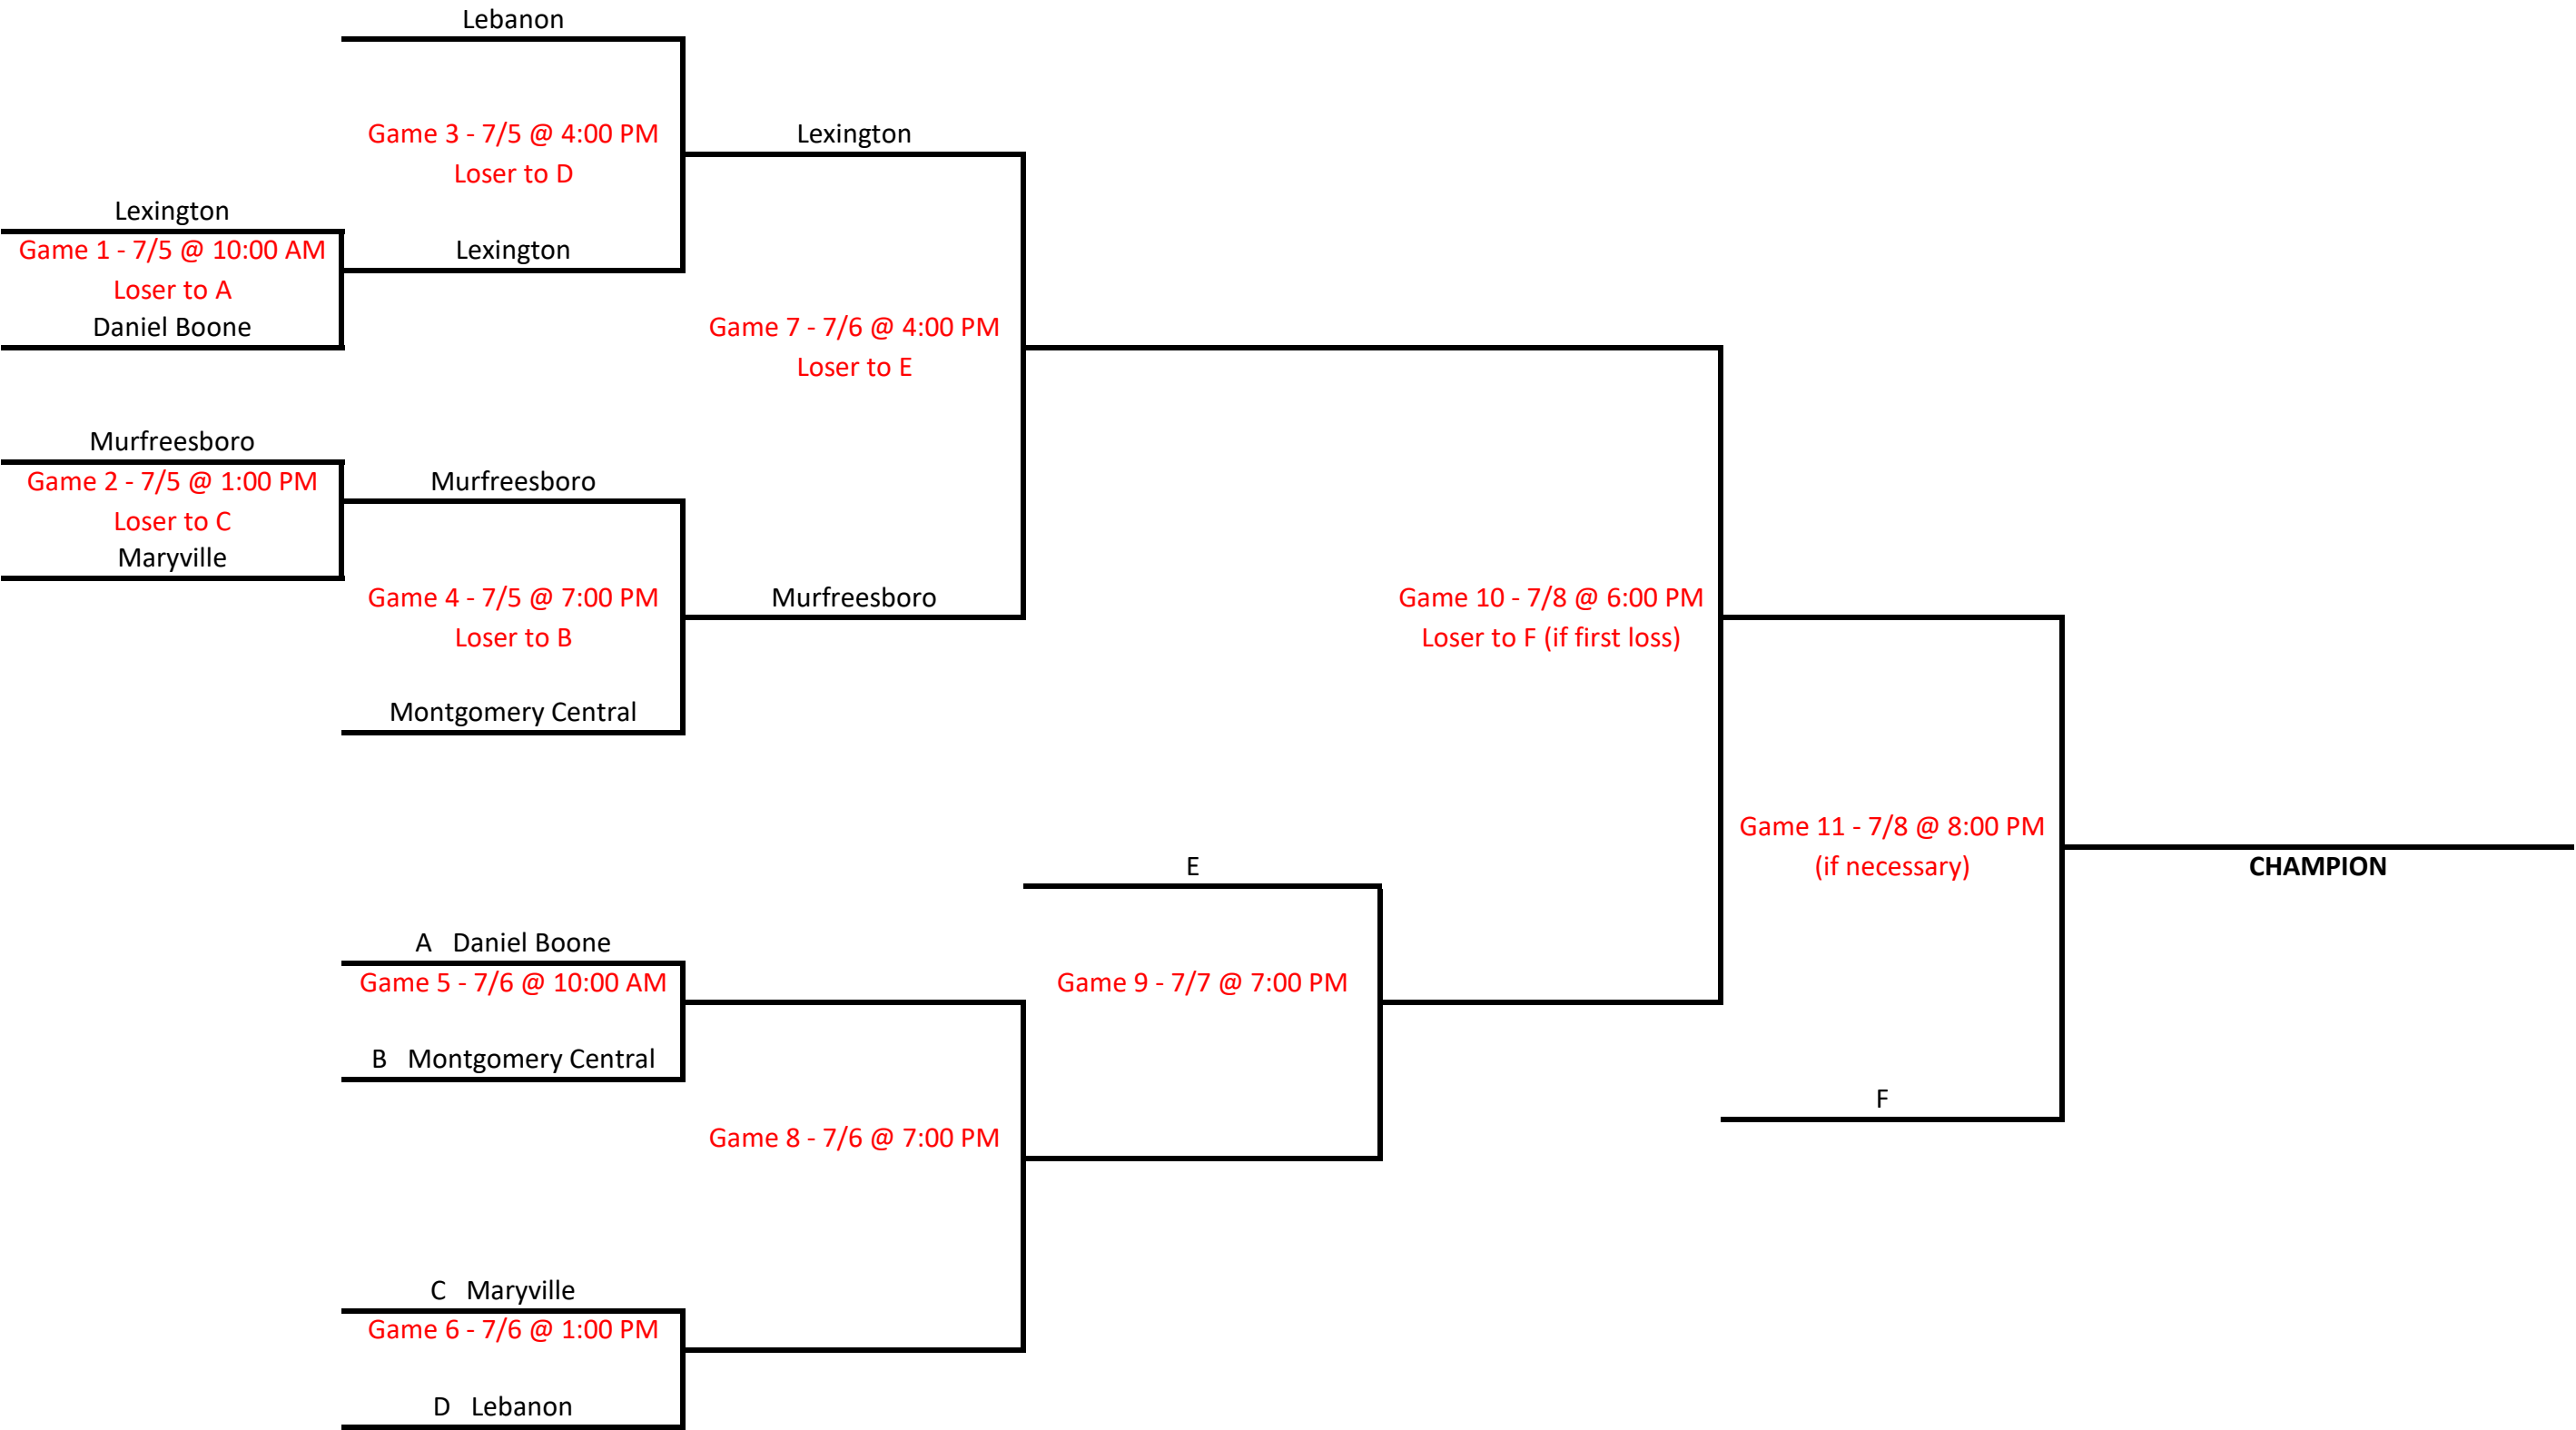 Lebanon
Game 3 - 7/5 @ 4:00 PM
Loser to D
Lexington
Lexington
Game 1 - 7/5 @ 10:00 AM
Loser to A
Daniel Boone
Lexington
Game 7 - 7/6 @ 4:00 PM
Loser to E
Murfreesboro
Game 2 - 7/5 @ 1:00 PM
Loser to C
Maryville
Murfreesboro
Game 4 - 7/5 @ 7:00 PM
Loser to B
Murfreesboro
Montgomery Central
Game 10 - 7/8 @ 6:00 PM
Loser to F (if first loss)
Game 11 - 7/8 @ 8:00 PM
(if necessary)
CHAMPION
E
A Daniel Boone
Game 5 - 7/6 @ 10:00 AM
B Montgomery Central
Game 9 - 7/7 @ 7:00 PM
F
Game 8 - 7/6 @ 7:00 PM
C Maryville
Game 6 - 7/6 @ 1:00 PM
D Lebanon